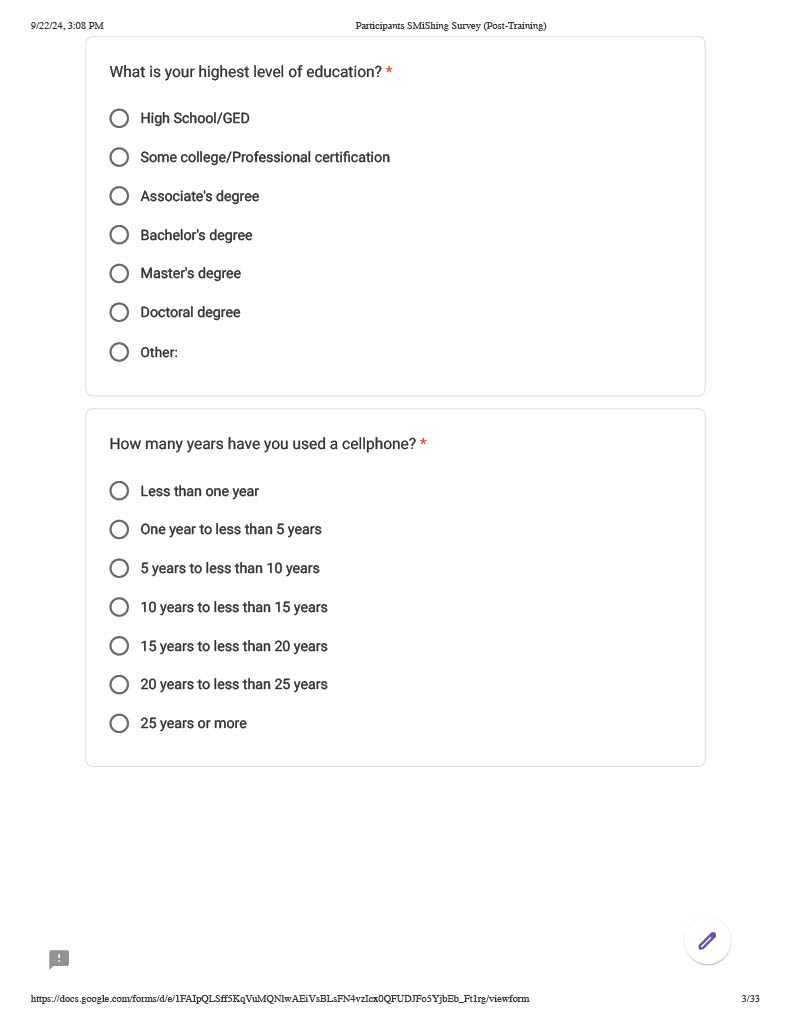 9/22/24, 3:08 PM Participants SMiShing Survey (Post-Training)
What is your highest level of education? *
High School/GED
Some college/Professional certification
Associate's degree
Bachelor's degree
Master's degree
Doctoral degree
Other:
How many years have you used a cellphone? *
Less than one year
One year to less than 5 years
5 years to less than 10 years
10 years to less than 15 years
15 years to less than 20 years
20 years to less than 25 years
25 years or more
https://docs.google.com/forms/d/e/1FAIpQLSff5KqVuMQNlwAEiVsBLsFN4vzIcx0QFUDJFo5YjbEb_Ft1rg/viewform 3/33